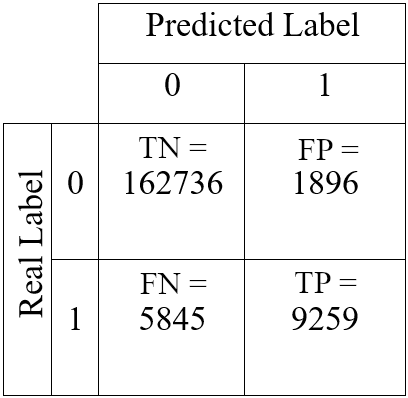 Predicted Label
0 1
Real Label
0
TN =
162736
FP =
1896
1
FN =
5845
TP =
9259